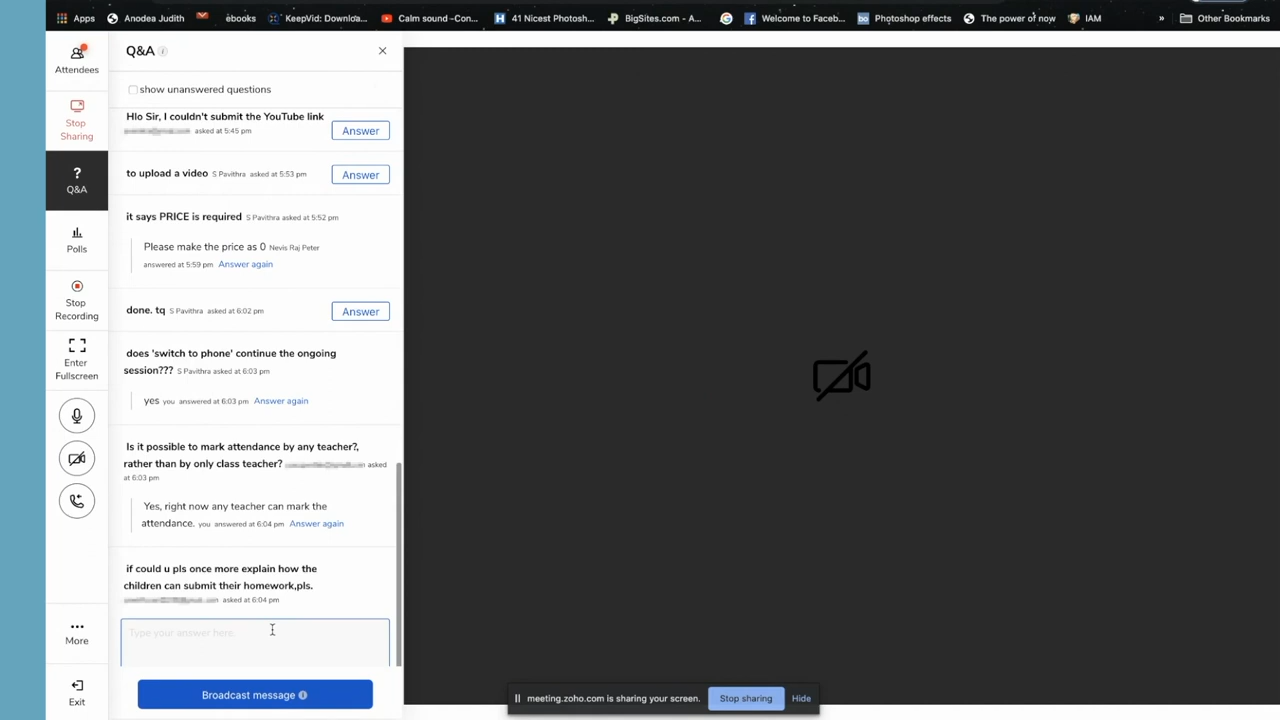 Apps Anodea Judith ebooks KeepVid: Downloa... Calm sound -Con... 41 Nicest Photosh... BigSites.com - A... Welcome to Faceb... Photoshop effects The power of now IAM » Other Bookmarks
Attendees
Stop
Sharing
?
Q&A
Polls
Stop
Recording
Enter
Fullscreen
More
Exit
Q&A
show unanswered questions
Hlo Sir, I couldn't submit the YouTube link
asked at 5:45 pm
Answer
to upload a video S Pavithra asked at 5:53 pm
Answer
it says PRICE is required S Pavithra asked at 5:52 pm
Please make the price as 0 Nevis Raj Peter
answered at 5:59 pm Answer again
done. tq S Pavithra asked at 6:02 pm
Answer
does 'switch to phone' continue the ongoing
session??? S Pavithra asked at 6:03 pm
yes you answered at 6:03 pm Answer again
Is it possible to mark attendance by any teacher?,
rather than by only class teacher? asked
at 6:03 pm
Yes, right now any teacher can mark the
attendance. you answered at 6:04 pm Answer again
if could u pls once more explain how the
children can submit their homework,pls.
asked at 6:04 pm
Type your answer here.
Broadcast message
meeting.zoho.com is sharing your screen. Stop sharing Hide